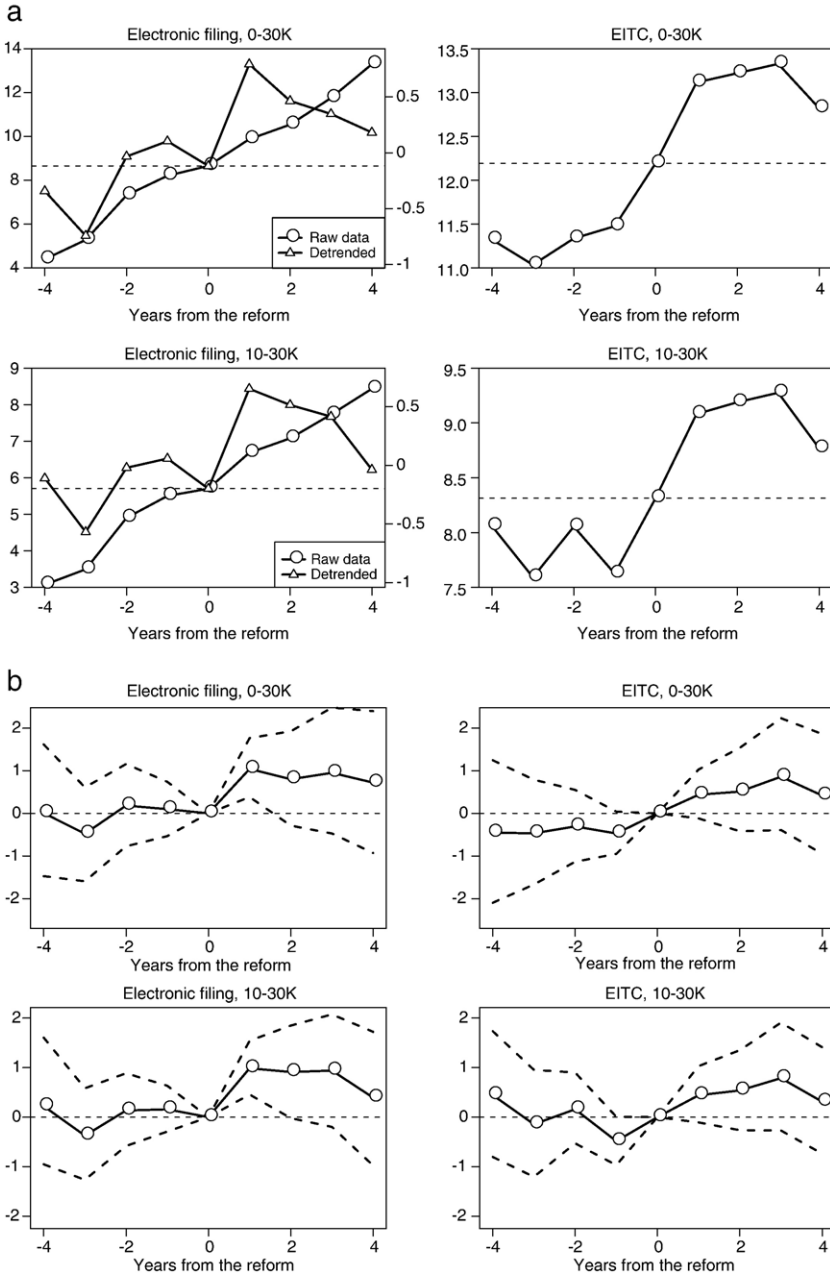 a
Electronic filing, 0-30K
14
12
10
8
6
4
0.5
0
-0.5
-1
Raw data
Detrended
-4 -2 0 2 4
Years from the reform
EITC, 0-30K
13.5
13.0
12.5
12.0
11.5
11.0
-4 -2 0 2 4
Years from the reform
Electronic filing, 10-30K
9
8
7
6
5
4
3
0.5
0
-0.5
-1
Raw data
Detrended
-4 -2 0 2 4
Years from the reform
EITC, 10-30K
9.5
9.0
8.5
8.0
7.5
-4 -2 0 2 4
Years from the reform
b
Electronic filing, 0-30K
2
1
0
-1
-2
-4 -2 0 2 4
Years from the reform
EITC, 0-30K
2
1
0
-1
-2
-4 -2 0 2 4
Years from the reform
Electronic filing, 10-30K
2
1
0
-1
-2
-4 -2 0 2 4
Years from the reform
EITC, 10-30K
2
1
0
-1
-2
-4 -2 0 2 4
Years from the reform